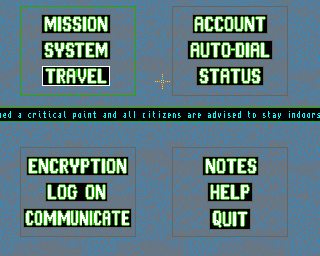 MISSION
SYSTEM
TRAVEL
ACCOUNT
AUTO-DIAL
STATUS
a critical point and all citizens are advised to stay indoors
ENCRYPTION
LOG ON
COMMUNICATE
NOTES
HELP
QUIT